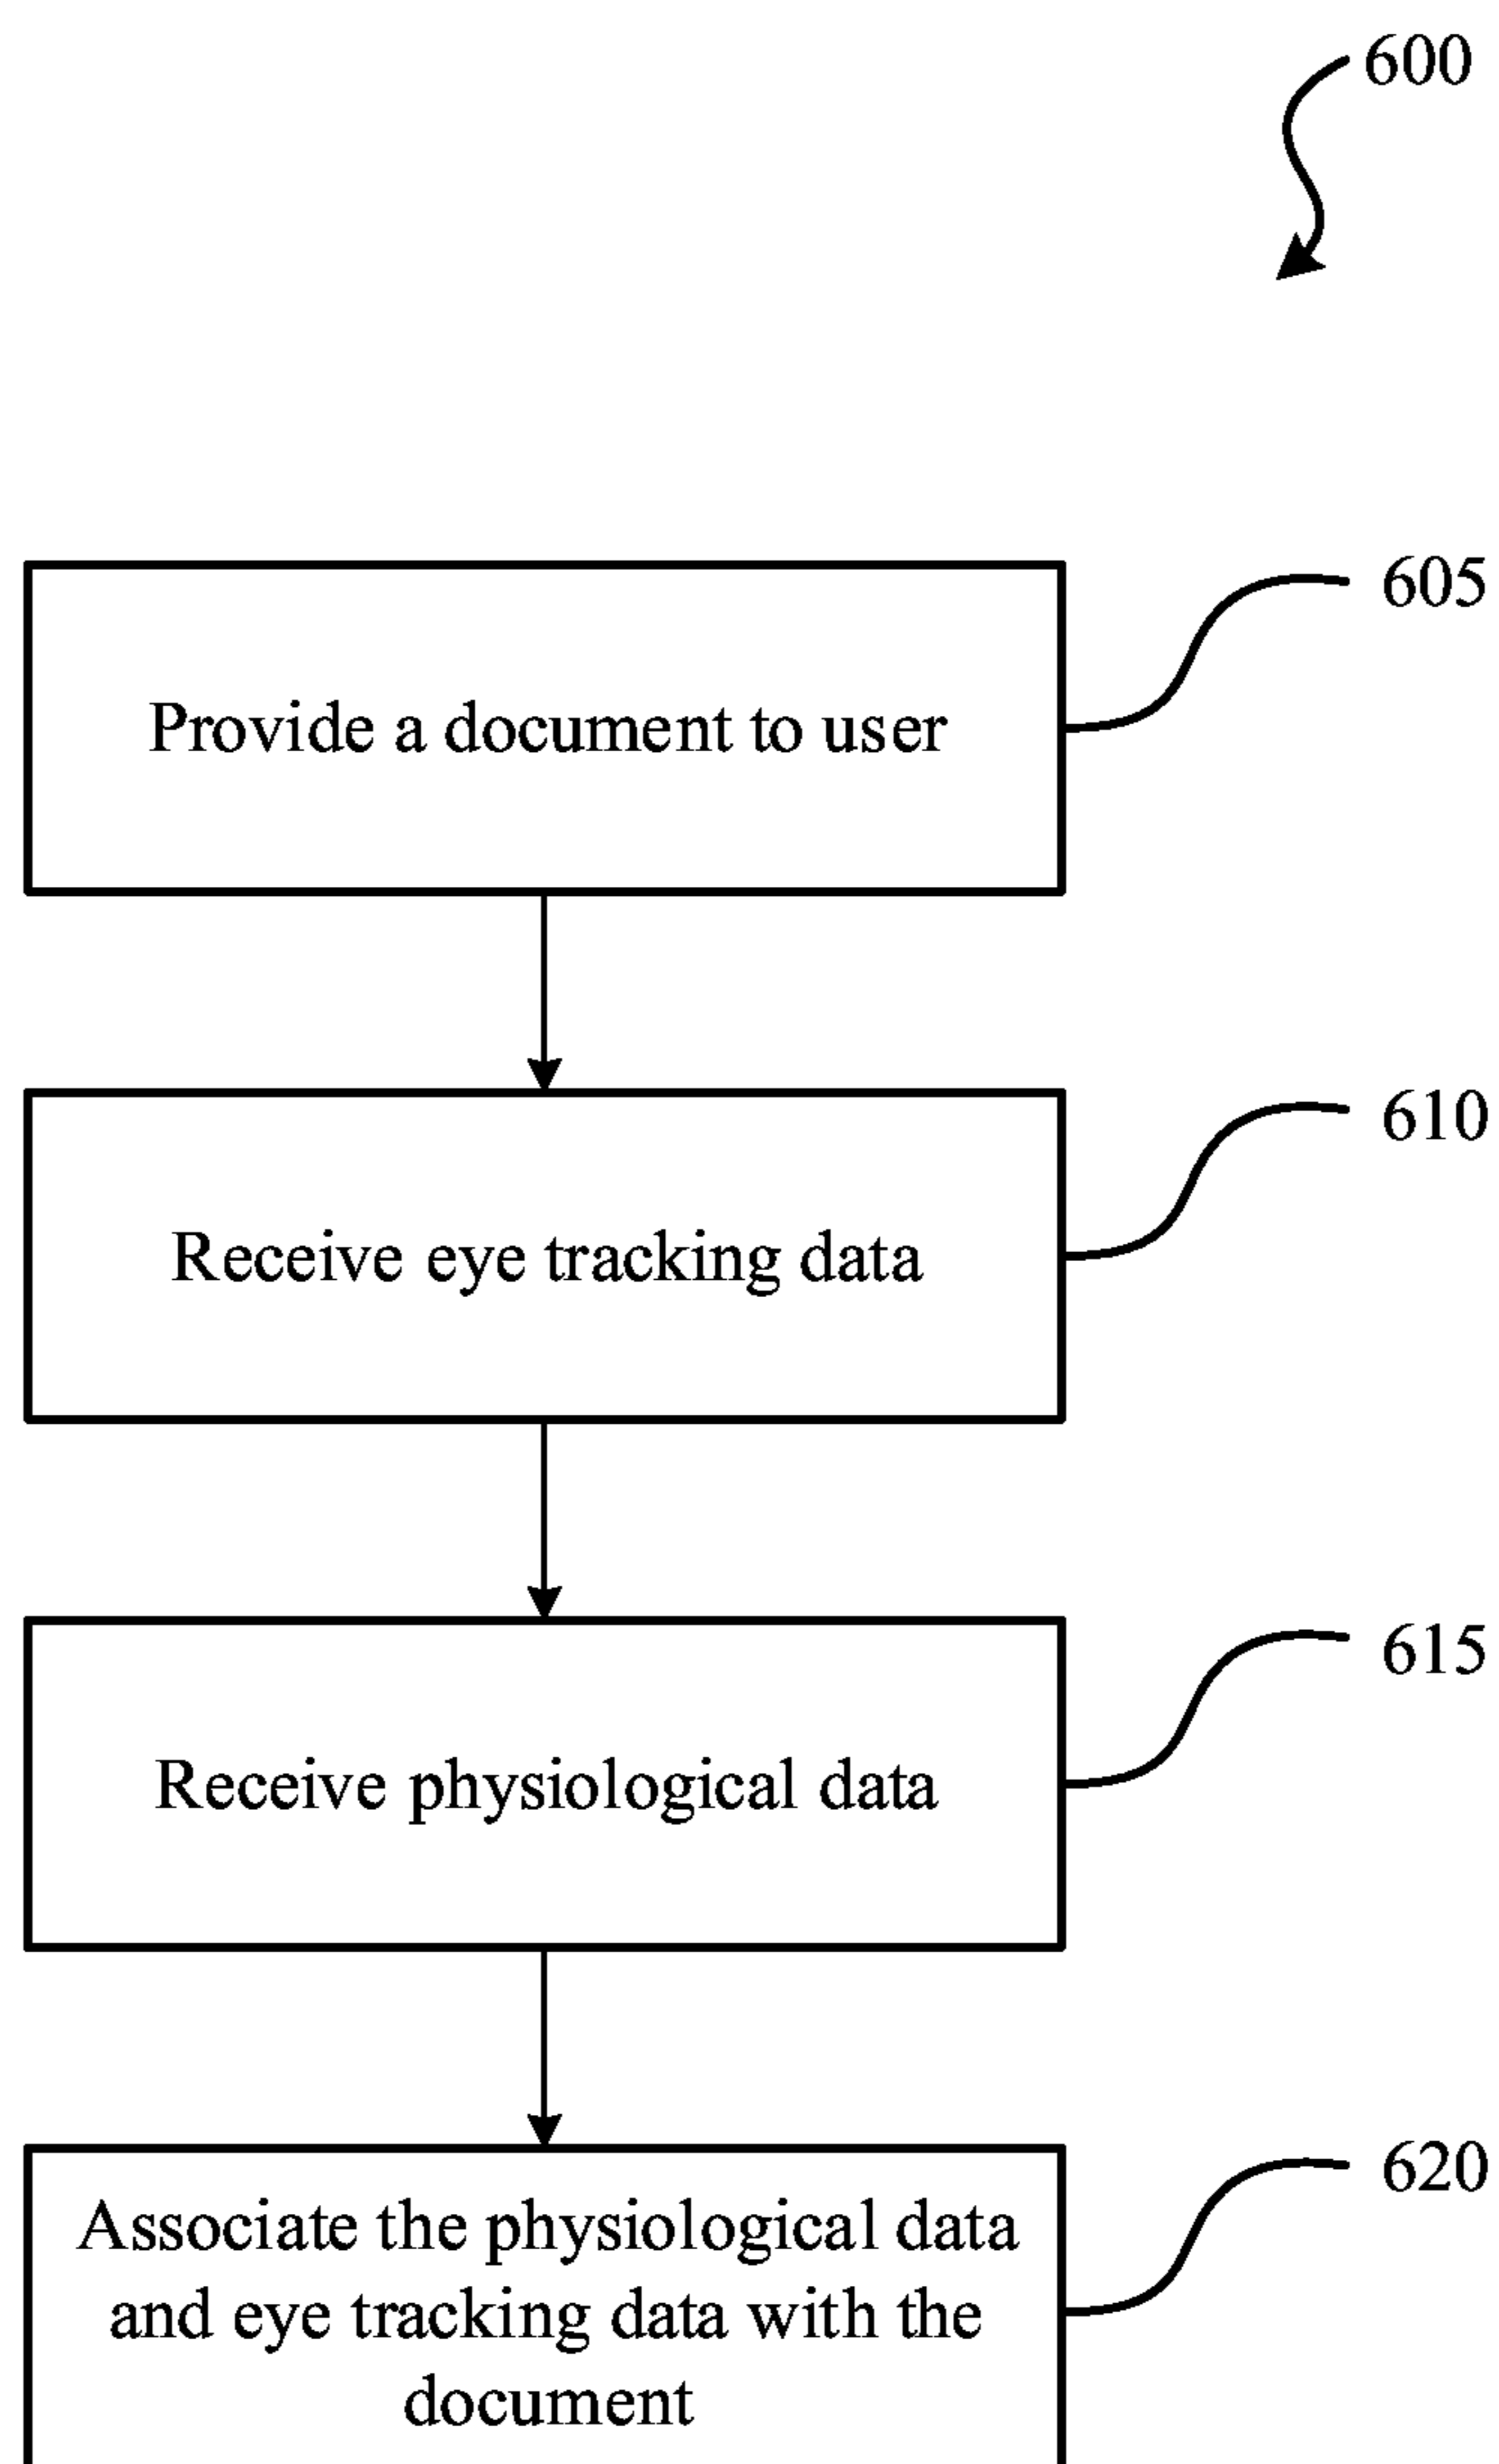 600
605
Provide a document to user
610
Receive eye tracking data
615
Receive physiological data
620
Associate the physiological data
and eye tracking data with the
document